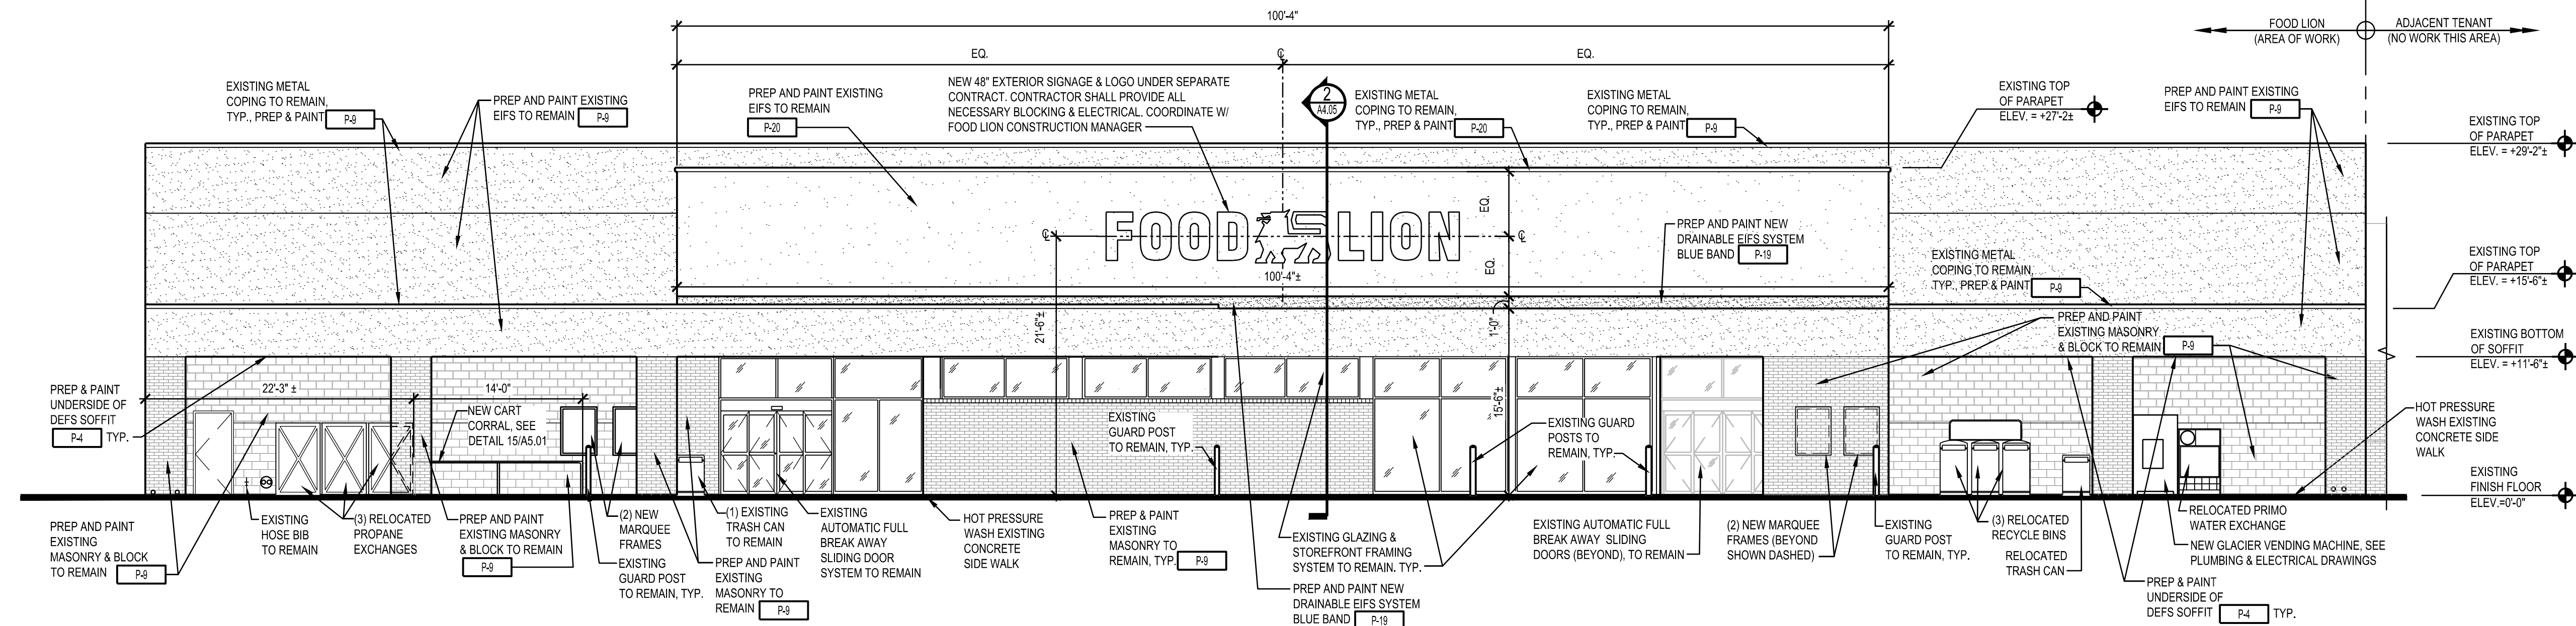 100'-4"
FOOD LION
(AREA OF WORK)
ADJACENT TENANT
(NO WORK THIS AREA)
EQ.
℄
EQ.
EXISTING METAL
COPING TO REMAIN,
TYP., PREP & PAINT P-9
PREP AND PAINT EXISTING
EIFS TO REMAIN P-9
PREP AND PAINT EXISTING
EIFS TO REMAIN
P-20
NEW 48" EXTERIOR SIGNAGE & LOGO UNDER SEPARATE
CONTRACT. CONTRACTOR SHALL PROVIDE ALL
NECESSARY BLOCKING & ELECTRICAL. COORDINATE W/
FOOD LION CONSTRUCTION MANAGER
2
A4.05
EXISTING METAL
COPING TO REMAIN,
TYP., PREP & PAINT P-20
EXISTING METAL
COPING TO REMAIN,
TYP., PREP & PAINT P-9
EXISTING TOP
OF PARAPET
ELEV. = +27'-2±
PREP AND PAINT EXISTING
EIFS TO REMAIN P-9
EXISTING TOP
OF PARAPET
ELEV. = +29'-2"±
FOOD LION
℄
℄
EQ.
EQ.
100'-4"±
PREP AND PAINT NEW
DRAINABLE EIFS SYSTEM
BLUE BAND P-19
EXISTING METAL
COPING TO REMAIN,
TYP., PREP & PAINT P-9
EXISTING TOP
OF PARAPET
ELEV. = +15'-6"±
21'-6"±
1'-0"
PREP AND PAINT
EXISTING MASONRY
& BLOCK TO REMAIN P-9
EXISTING BOTTOM
OF SOFFIT
ELEV. = +11'-6"±
PREP & PAINT
UNDERSIDE OF
DEFS SOFFIT
P-4 TYP.
22'-3" ±
14'-0"
NEW CART
CORRAL, SEE
DETAIL 15/A5.01
EXISTING
GUARD POST
TO REMAIN, TYP.
15'-6"±
EXISTING GUARD
POSTS TO
REMAIN, TYP.
HOT PRESSURE
WASH EXISTING
CONCRETE SIDE
WALK
EXISTING
FINISH FLOOR
ELEV.=0'-0"
PREP AND PAINT
EXISTING
MASONRY & BLOCK
TO REMAIN P-9
EXISTING
HOSE BIB
TO REMAIN
(3) RELOCATED
PROPANE
EXCHANGES
PREP AND PAINT
EXISTING MASONRY
& BLOCK TO REMAIN
P-9
(2) NEW
MARQUEE
FRAMES
EXISTING
GUARD POST
TO REMAIN, TYP.
(1) EXISTING
TRASH CAN
TO REMAIN
PREP AND PAINT
EXISTING
MASONRY TO
REMAIN P-9
EXISTING
AUTOMATIC FULL
BREAK AWAY
SLIDING DOOR
SYSTEM TO REMAIN
HOT PRESSURE
WASH EXISTING
CONCRETE
SIDE WALK
PREP & PAINT
EXISTING
MASONRY TO
REMAIN, TYP. P-9
EXISTING GLAZING &
STOREFRONT FRAMING
SYSTEM TO REMAIN. TYP.
PREP AND PAINT NEW
DRAINABLE EIFS SYSTEM
BLUE BAND P-19
EXISTING AUTOMATIC FULL
BREAK AWAY SLIDING
DOORS (BEYOND), TO REMAIN
(2) NEW MARQUEE
FRAMES (BEYOND
SHOWN DASHED)
EXISTING
GUARD POST
TO REMAIN, TYP.
(3) RELOCATED
RECYCLE BINS
RELOCATED
TRASH CAN
RELOCATED PRIMO
WATER EXCHANGE
NEW GLACIER VENDING MACHINE, SEE
PLUMBING & ELECTRICAL DRAWINGS
PREP & PAINT
UNDERSIDE OF
DEFS SOFFIT P-4 TYP.